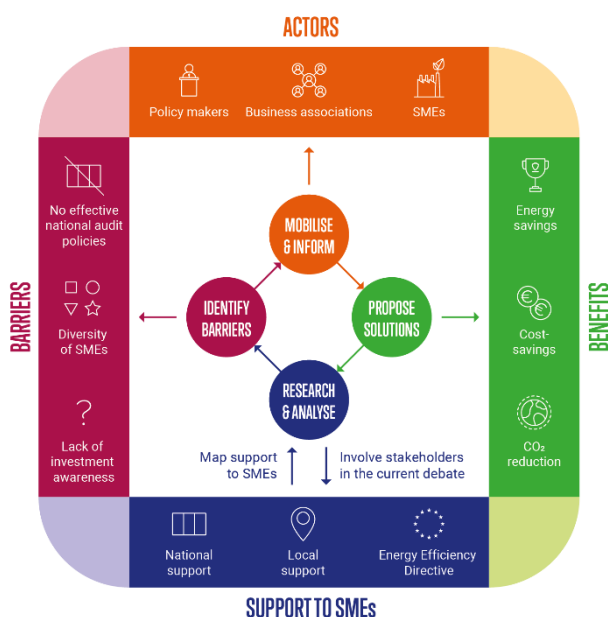 ACTORS
Policy makers
Business associations
SMEs
BARRIERS
No effective
national audit
policies
Diversity
of SMEs
?
Lack of
investment
awareness
MOBILISE
& INFORM
IDENTIFY
BARRIERS
PROPOSE
SOLUTIONS
RESEARCH
& ANALYSE
Map support
to SMEs
Involve stakeholders
in the current debate
Energy
savings
€
€
Cost-
savings
CO₂
reduction
BENEFITS
National
support
Local
support
Energy Efficiency
Directive
SUPPORT TO SMEs